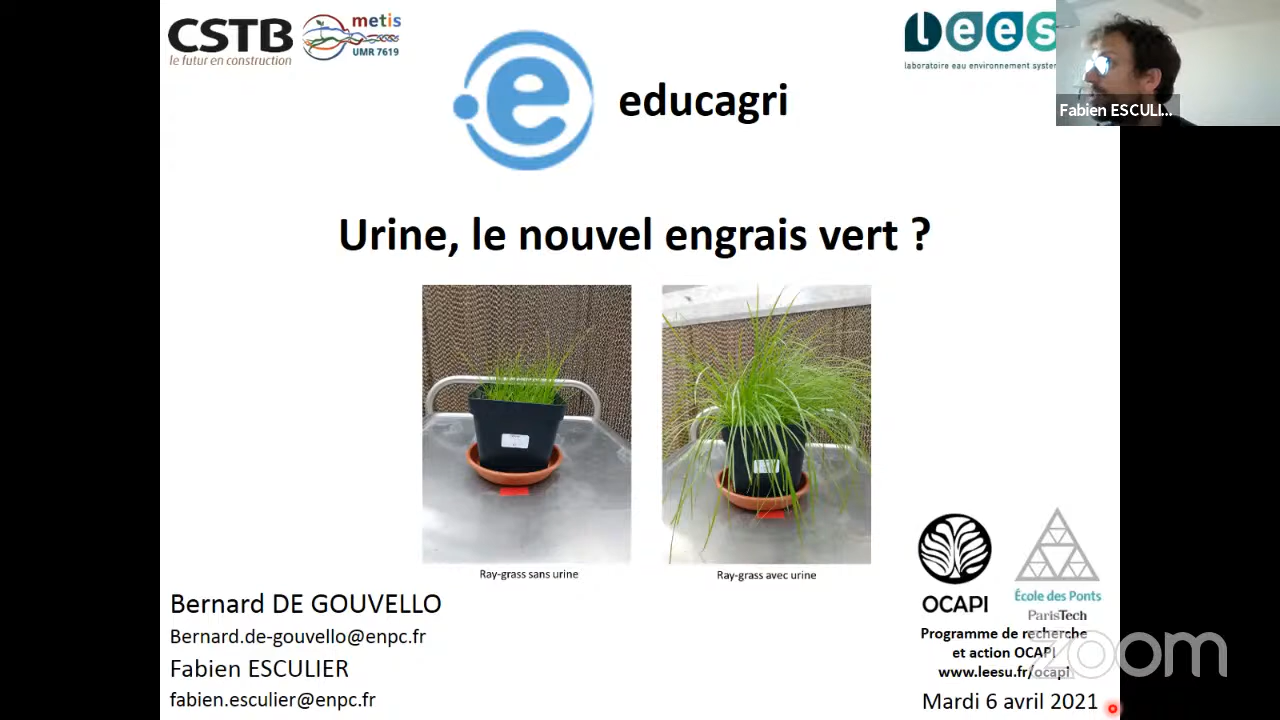 CSTB
le futur en construction
metis
UMR 7619
educagri
Leesu
laboratoire eau environnement systèm
Fabien ESCULI...
Urine, le nouvel engrais vert ?
Ray-grass sans urine
Ray-grass avec urine
Bernard DE GOUVELLO
Bernard.de-gouvello@enpc.fr
Fabien ESCULIER
fabien.esculier@enpc.fr
OCAPI
École des Ponts
ParisTech
Programme de recherche
et action OCAPI
www.leesu.fr/ocapi
Mardi 6 avril 2021
zoom